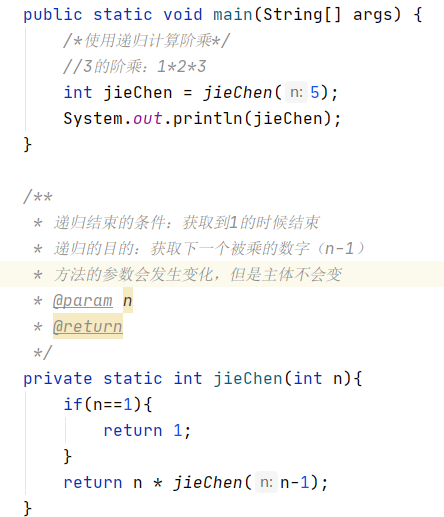 public static void main(String[] args) {
/*使用递归计算阶乘*/
//3的阶乘：1*2*3
int jieChen = jieChen( n: 5);
System.out.println(jieChen);
}
/**
* 递归结束的条件：获取到1的时候结束
* 递归的目的：获取下一个被乘的数字（n-1）
* 方法的参数会发生变化，但是主体不会变
* @param n
* @return
*/
private static int jieChen(int n){
if(n==1){
return 1;
}
return n * jieChen( n: n-1);
}